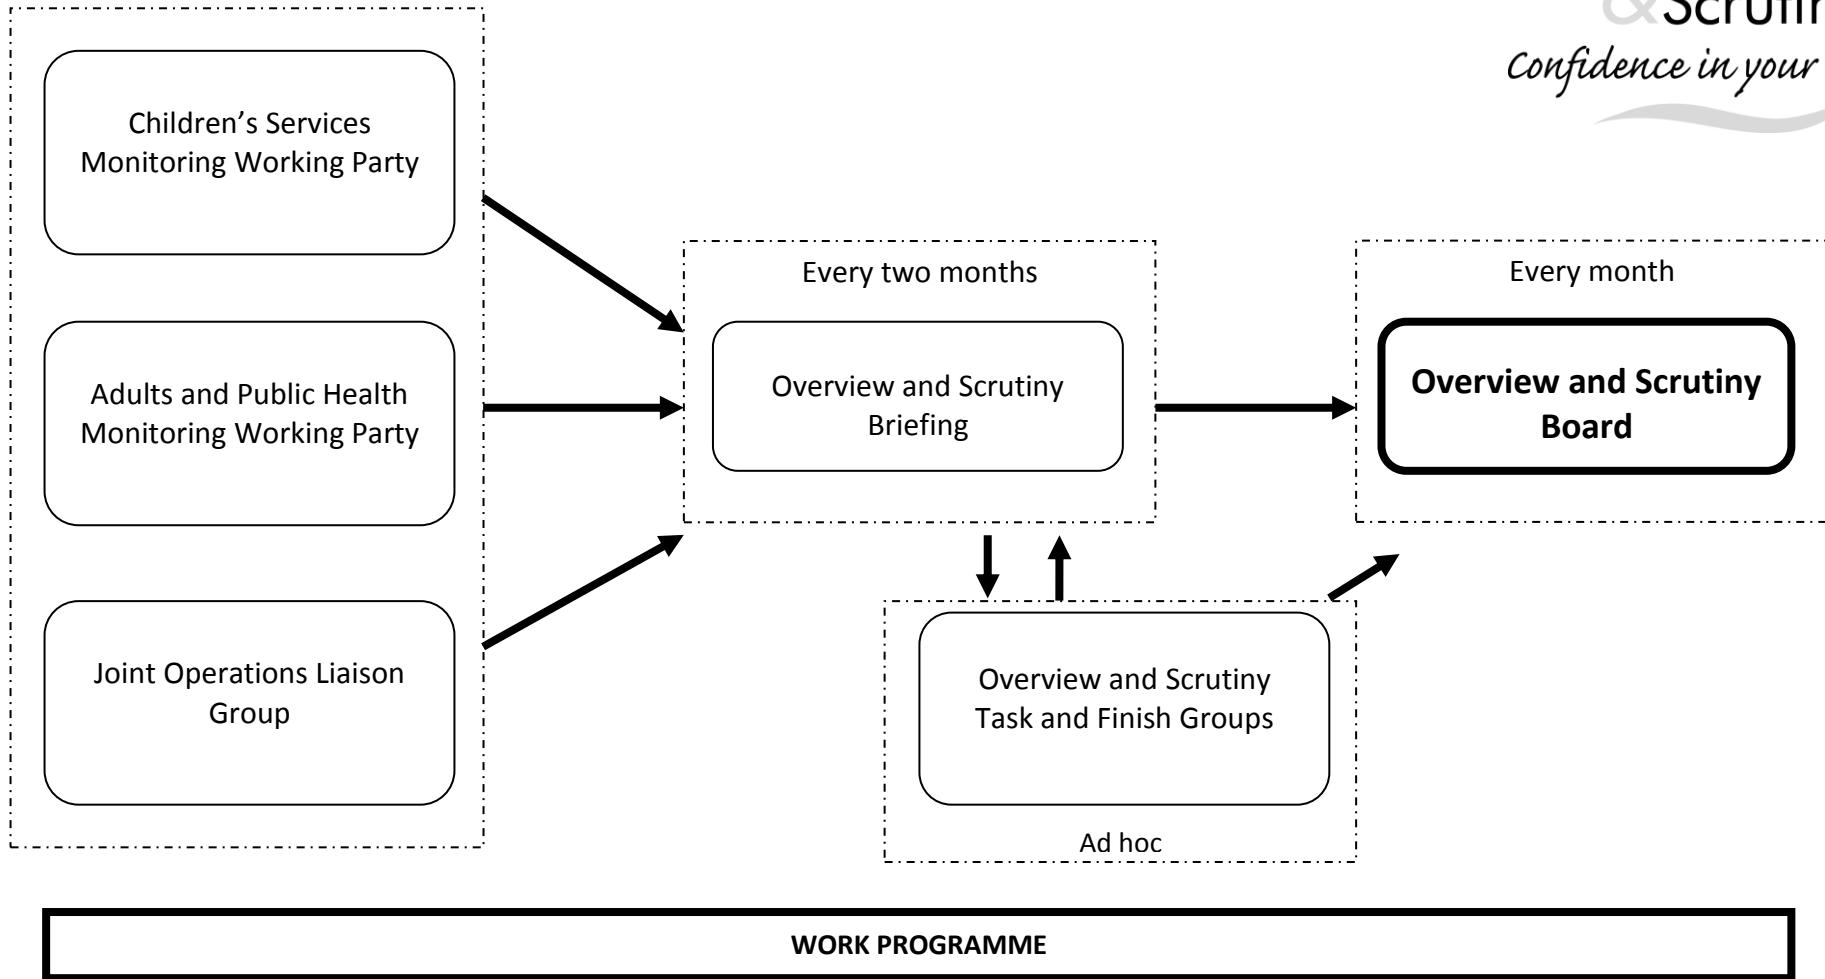 Confidence in your
Children’s Services
Monitoring Working Party
Every two months
Every month
Adults and Public Health
Monitoring Working Party
Overview and Scrutiny
Briefing
Overview and Scrutiny
Board
Joint Operations Liaison
Group
Overview and Scrutiny
Task and Finish Groups
Ad hoc
WORK PROGRAMME